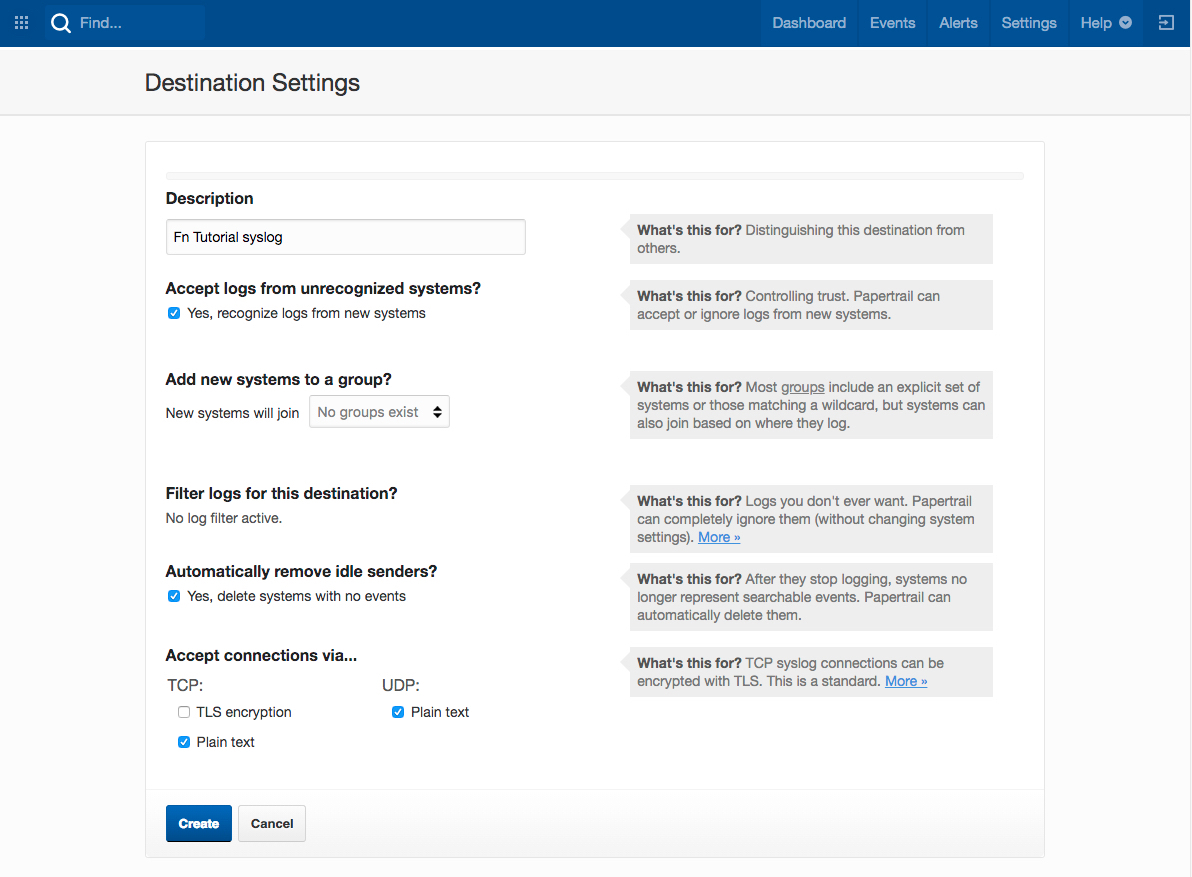 Find...
Dashboard Events Alerts Settings Help
Destination Settings
Description
Fn Tutorial syslog
What's this for? Distinguishing this destination from
others.
Accept logs from unrecognized systems?
Yes, recognize logs from new systems
What's this for? Controlling trust. Papertrail can
accept or ignore logs from new systems.
Add new systems to a group?
New systems will join No groups exist
What's this for? Most groups include an explicit set of
systems or those matching a wildcard, but systems can
also join based on where they log.
Filter logs for this destination?
No log filter active.
What's this for? Logs you don't ever want. Papertrail
can completely ignore them (without changing system
settings). More »
Automatically remove idle senders?
Yes, delete systems with no events
What's this for? After they stop logging, systems no
longer represent searchable events. Papertrail can
automatically delete them.
Accept connections via...
What's this for? TCP syslog connections can be
encrypted with TLS. This is a standard. More »
TCP: UDP:
TLS encryption Plain text
Plain text
Create Cancel